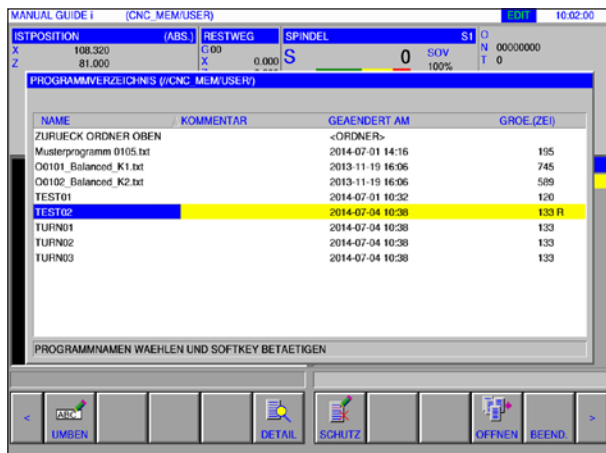 MANUAL GUIDE i (CNC_MEM/USER) EDIT 10:02:00
ISTPOSITION (ABS.) RESTWEG SPINDEL S1 O
X 108.320 G00 S 0 SOV N 00000000
Z 81.000 X 0.000 100% T 0
PROGRAMMVERZEICHNIS (//CNC_MEM/USER/)
NAME KOMMENTAR GEAENDERT AM GROE.(ZEI)
ZURUECK ORDNER OBEN <ORDNER>
Musterprogramm 0105.txt 2014-07-01 14:16 195
O0101_Balanced_K1.txt 2013-11-19 16:06 745
O0102_Balanced_K2.txt 2013-11-19 16:06 589
TEST01 2014-07-01 10:32 120
TEST02 2014-07-04 10:38 133 R
TURN01 2014-07-04 10:38 133
TURN02 2014-07-04 10:38 133
TURN03 2014-07-04 10:38 133
PROGRAMMNAMEN WAEHLEN UND SOFTKEY BETAETIGEN
< ABC >
UMBEN DETAIL SCHUTZ OFFNEN BEEND.